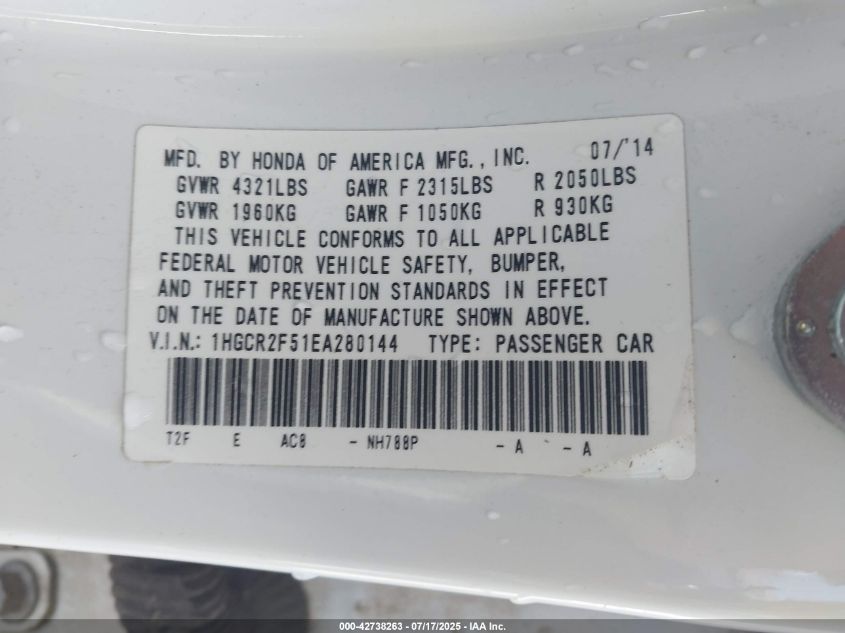 MFD. BY HONDA OF AMERICA MFG., INC. 07/'14
GVWR 4321LBS GAWR F 2315LBS R 2050LBS
GVWR 1960KG GAWR F 1050KG R 930KG
THIS VEHICLE CONFORMS TO ALL APPLICABLE
FEDERAL MOTOR VEHICLE SAFETY, BUMPER,
AND THEFT PREVENTION STANDARDS IN EFFECT
ON THE DATE OF MANUFACTURE SHOWN ABOVE.
V.I.N.: 1HGCR2F51EA280144 TYPE: PASSENGER CAR
T2F E AC8 - NH788P - A - A
000-42738263 - 07/17/2025 - IAA Inc.